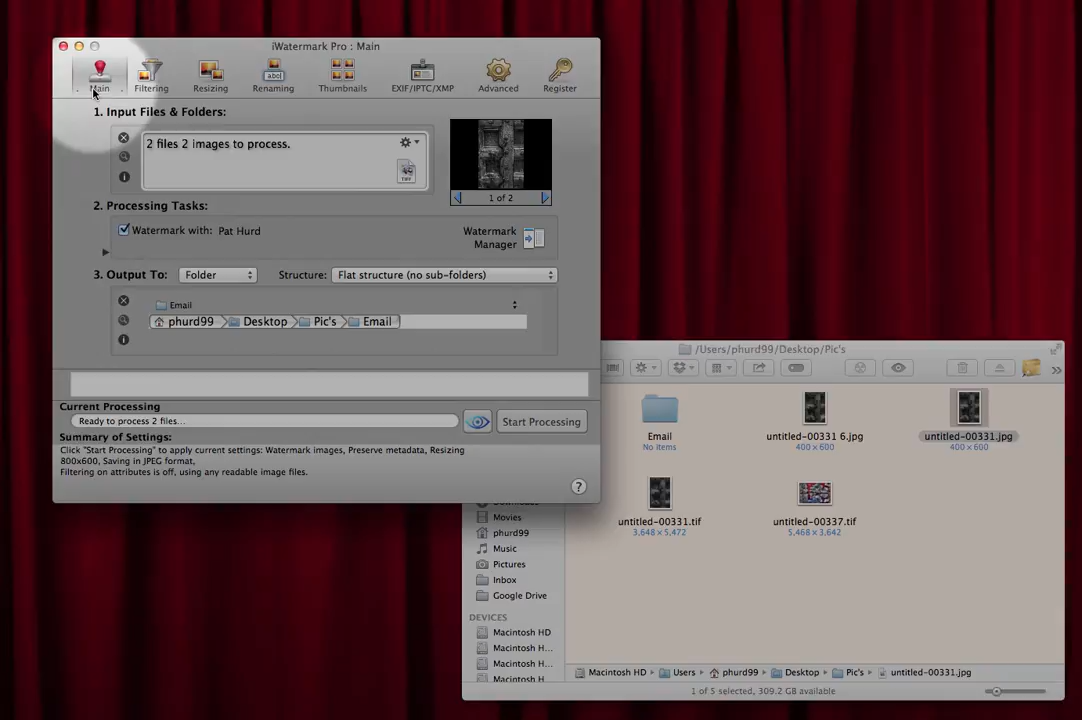 iWatermark Pro : Main
Main
Filtering
Resizing
Renaming
Thumbnails
EXIF/IPTC/XMP
Advanced
Register
1. Input Files & Folders:
2 files 2 images to process.
TIFF
1 of 2
2. Processing Tasks:
Watermark with: Pat Hurd
Watermark
Manager
3. Output To:
Folder
Structure:
Flat structure (no sub-folders)
Email
phurd99
Desktop
Pic's
Email
Current Processing
Ready to process 2 files...
Start Processing
Summary of Settings:
Click "Start Processing" to apply current settings: Watermark images, Preserve metadata, Resizing
800x600, Saving in JPEG format,
Filtering on attributes is off, using any readable image files.
?
/Users/phurd99/Desktop/Pic's
Email
No items
untitled-00331 6.jpg
400 × 600
untitled-00331.jpg
400 × 600
untitled-00331.tif
3,648 × 5,472
untitled-00337.tif
5,468 × 3,642
Movies
phurd99
Music
Pictures
Inbox
Google Drive
DEVICES
Macintosh HD
Macintosh H...
Macintosh H...
Macintosh H
Macintosh HD
Users
phurd99
Desktop
Pic's
untitled-00331.jpg
1 of 5 selected, 309.2 GB available